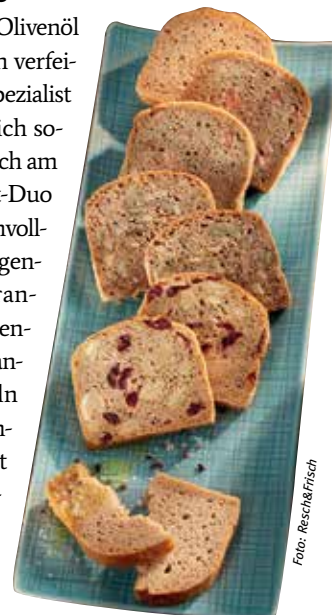 Olivenöl
n verfei-
pezialist
ich so-
ch am
-Duo
nvoll-
gen-
ran-
en-
an-
ln
n-
t
-
Foto: Resch&Frisch